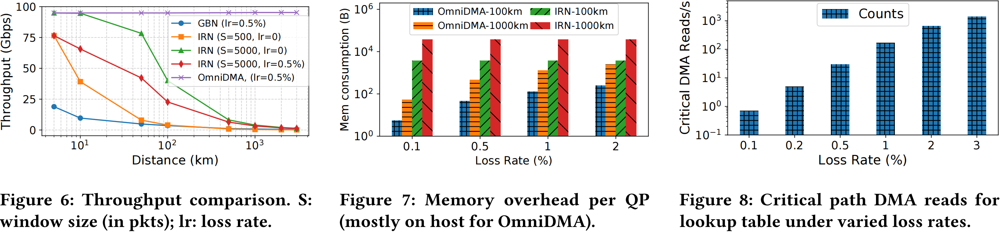 100
75
50
25
0
Throughput (Gbps)
GBN (lr=0.5%)
IRN (S=500, lr=0)
IRN (S=5000, lr=0)
IRN (S=5000, lr=0.5%)
OmniDMA, (lr=0.5%)
10¹ 10² 10³
Distance (km)
Figure 6: Throughput comparison. S:
window size (in pkts); lr: loss rate.
10⁶
10⁴
10²
10⁰
Mem consumption (B)
OmniDMA-100km
OmniDMA-1000km
IRN-100km
IRN-1000km
0.1 0.5 1 2
Loss Rate (%)
Figure 7: Memory overhead per QP
(mostly on host for OmniDMA).
10³
10²
10¹
10⁰
10⁻¹
Critical DMA Reads/s
Counts
0.1 0.2 0.5 1 2 3
Loss Rate (%)
Figure 8: Critical path DMA reads for
lookup table under varied loss rates.